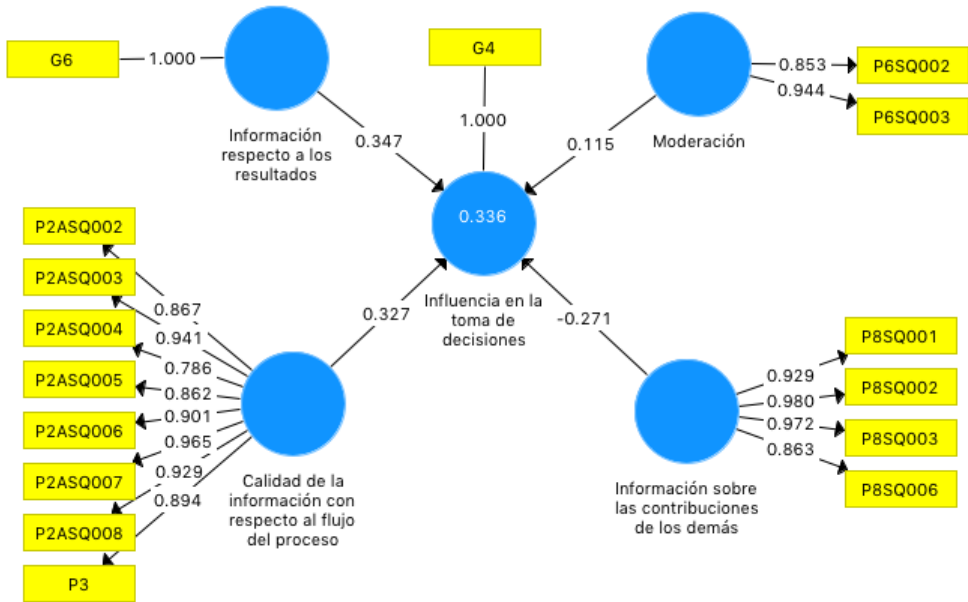 G6
1.000
Información
respecto a los
resultados
0.347
G4
1.000
0.336
Influencia en la
toma de
decisiones
Moderación
0.115
0.853
0.944
P6SQ002
P6SQ003
P2ASQ002
P2ASQ003
P2ASQ004
P2ASQ005
P2ASQ006
P2ASQ007
P2ASQ008
P3
0.867
0.941
0.786
0.862
0.901
0.965
0.929
0.894
Calidad de la
información con
respecto al flujo
del proceso
0.327
-0.271
Información sobre
las contribuciones
de los demás
0.929
0.980
0.972
0.863
P8SQ001
P8SQ002
P8SQ003
P8SQ006